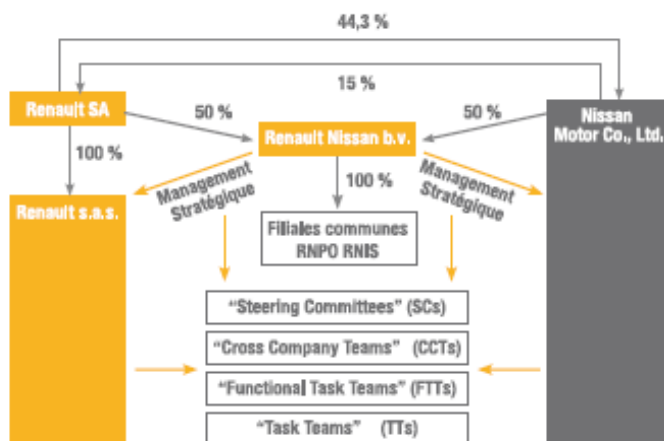 44,3 %
15 %
Renault SA
50 %
50 %
Nissan
Motor Co., Ltd.
Renault Nissan b.v.
100 %
100 %
Management
Stratégique
Management
Stratégique
Renault s.a.s.
Filiales communes
RNPO RNIS
“Steering Committees” (SCs)
“Cross Company Teams” (CCTs)
“Functional Task Teams” (FTTs)
“Task Teams” (TTs)